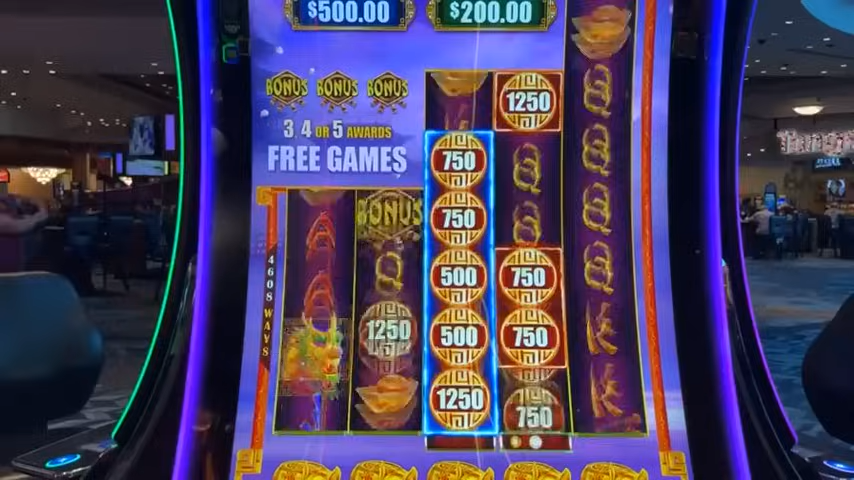 $500.00
$200.00
BONUS BONUS BONUS
3, 4 OR 5 AWARDS
FREE GAMES
4608 WAYS
BONUS
1250
750
750
500
500
1250
1250
750
750
750